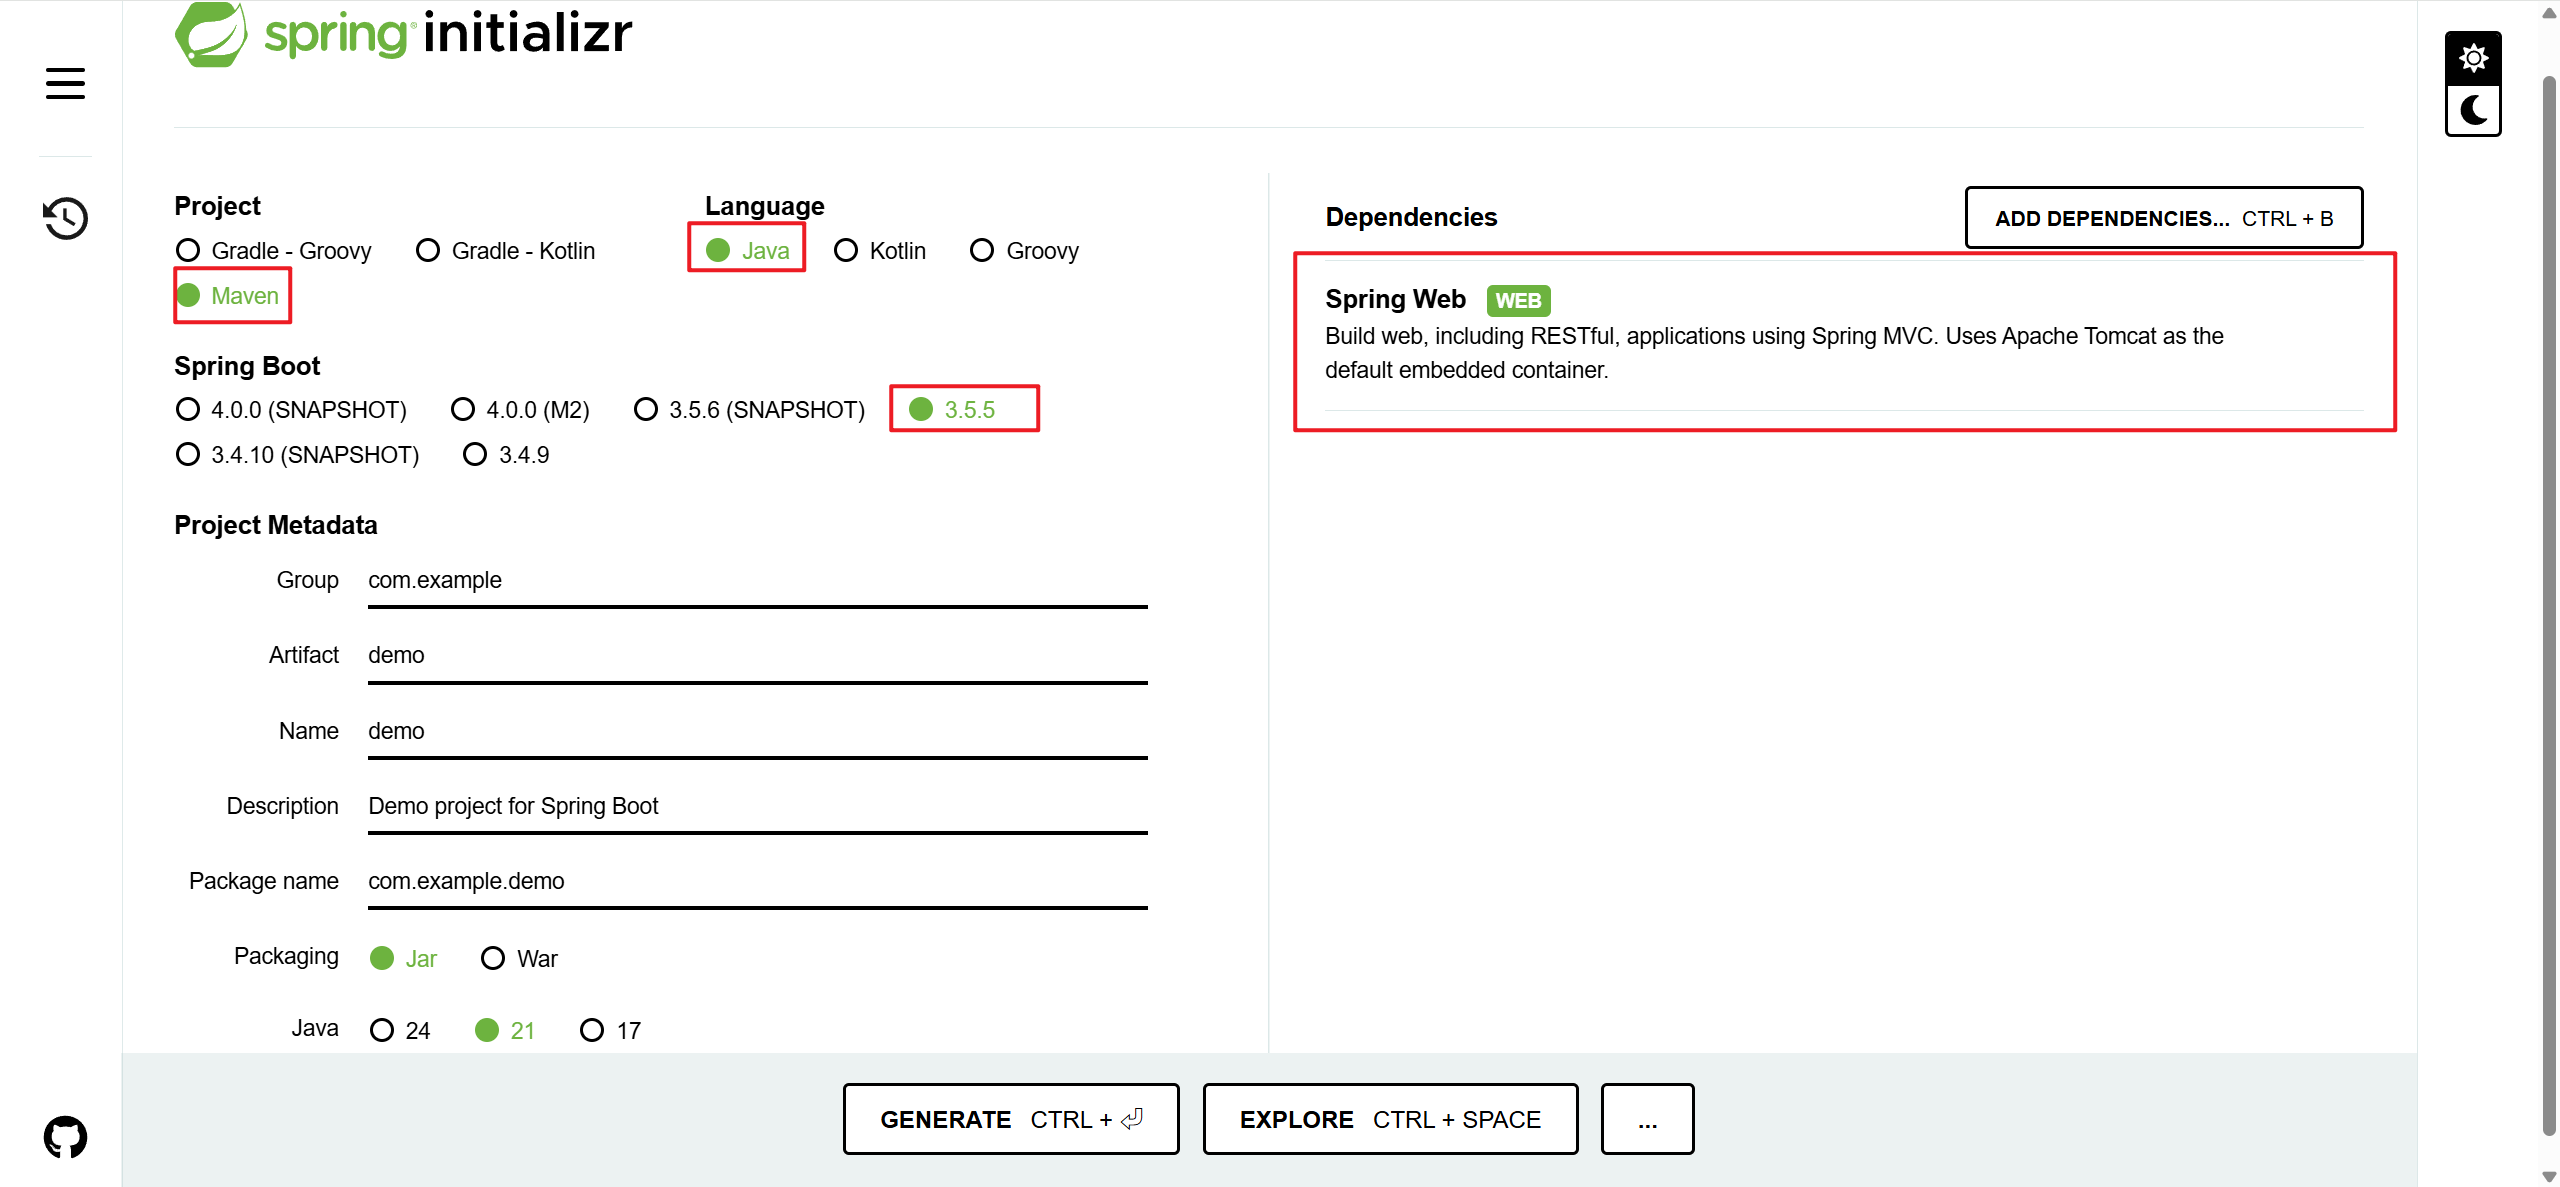 spring initializr
Project
Gradle - Groovy Gradle - Kotlin
Maven
Language
Java Kotlin Groovy
Spring Boot
4.0.0 (SNAPSHOT) 4.0.0 (M2) 3.5.6 (SNAPSHOT) 3.5.5
3.4.10 (SNAPSHOT) 3.4.9
Project Metadata
Group com.example
Artifact demo
Name demo
Description Demo project for Spring Boot
Package name com.example.demo
Packaging Jar War
Java 24 21 17
Dependencies
ADD DEPENDENCIES... CTRL + B
Spring Web WEB
Build web, including RESTful, applications using Spring MVC. Uses Apache Tomcat as the
default embedded container.
GENERATE CTRL + ⏎
EXPLORE CTRL + SPACE
...